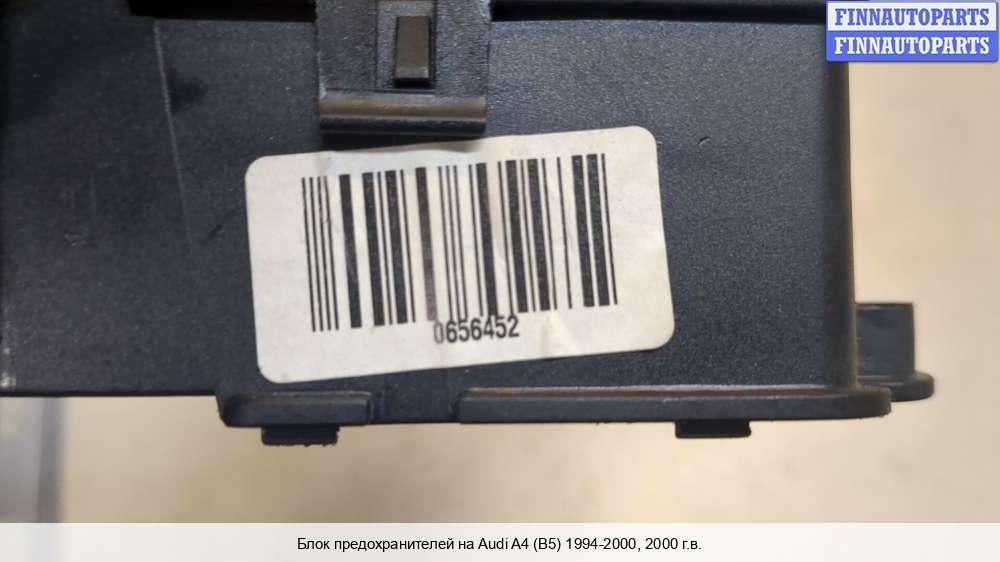 FINNAUTOPARTS
FINNAUTOPARTS
0656452
Блок предохранителей на Audi A4 (B5) 1994-2000, 2000 г.в.